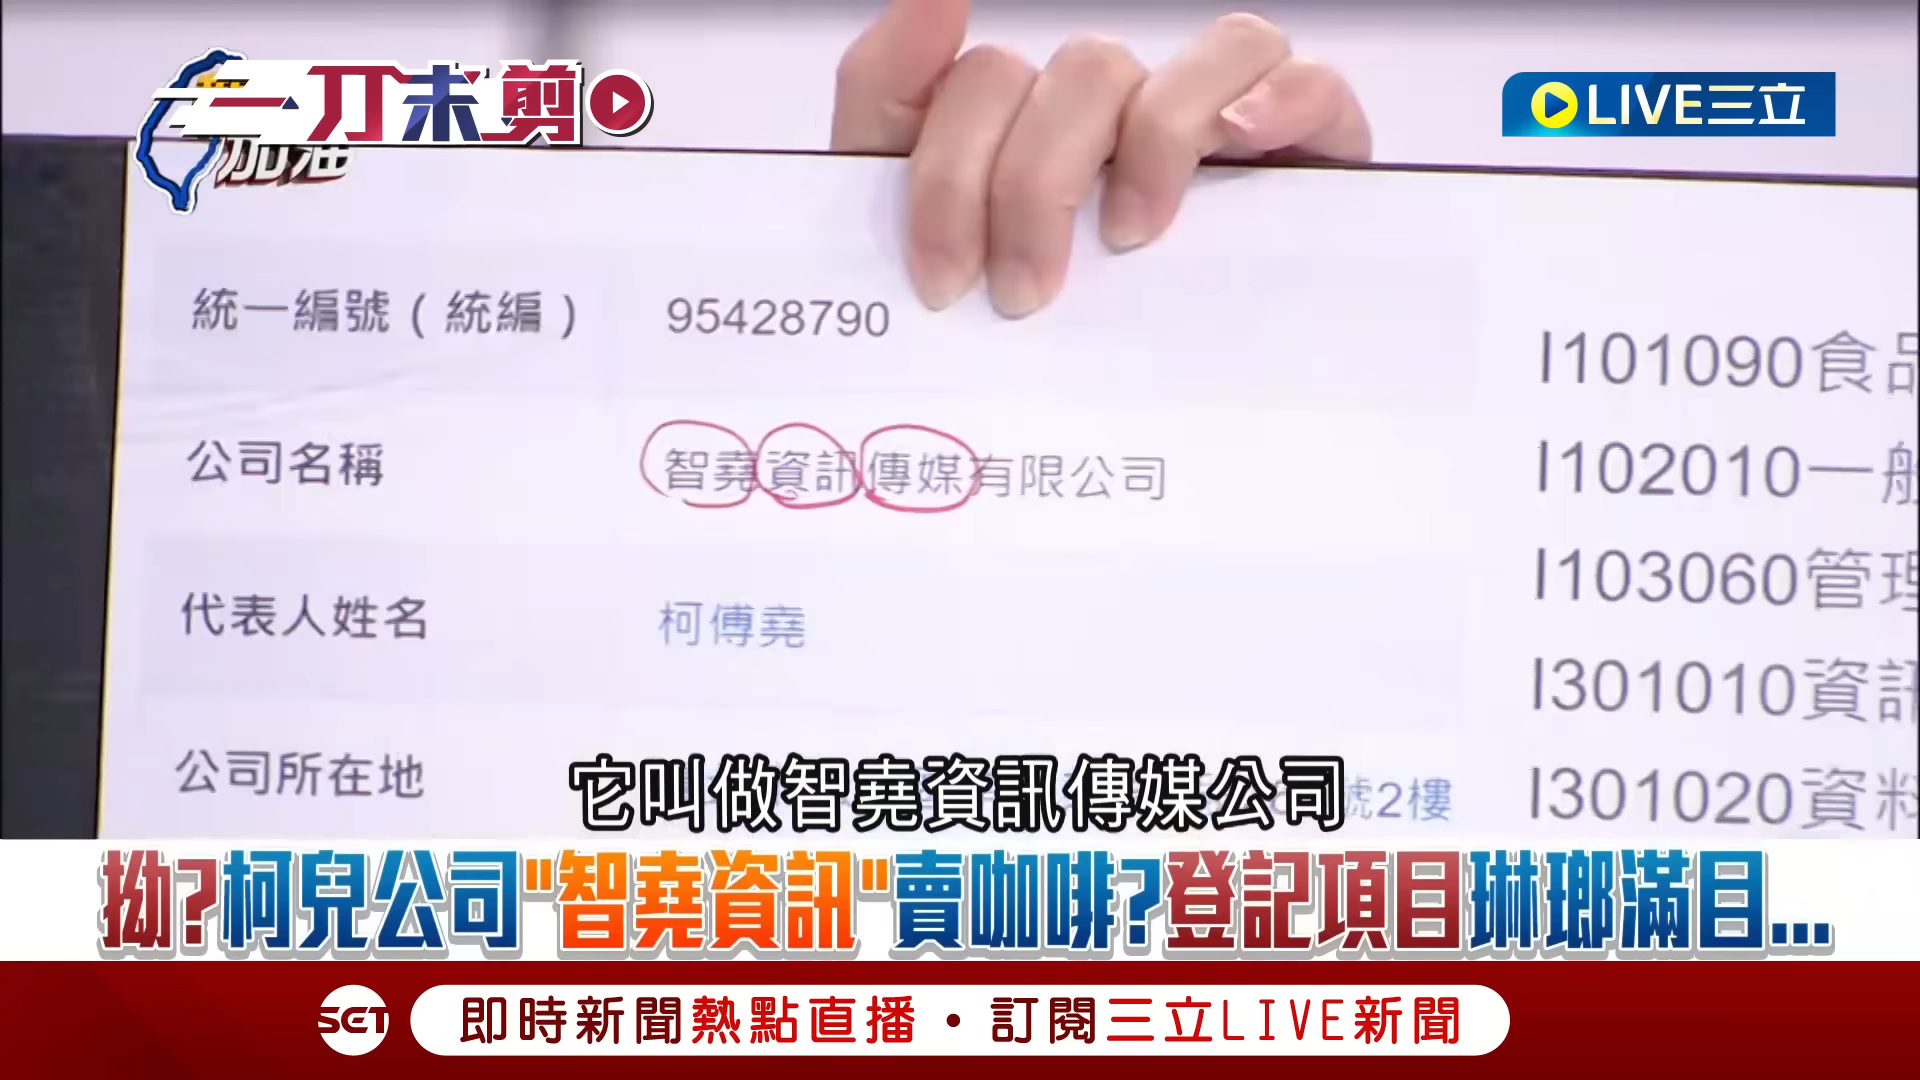 一刀未剪
加油
LIVE三立
統一編號（統編） 95428790
公司名稱 智堯資訊傳媒有限公司
代表人姓名 柯傅堯
公司所在地 號2樓
I101090食品
I102010一般
I103060管理
I301010資訊
I301020資料
它叫做智堯資訊傳媒公司
拗?柯兒公司"智堯資訊"賣咖啡?登記項目琳瑯滿目...
SET 即時新聞熱點直播・訂閱三立LIVE新聞